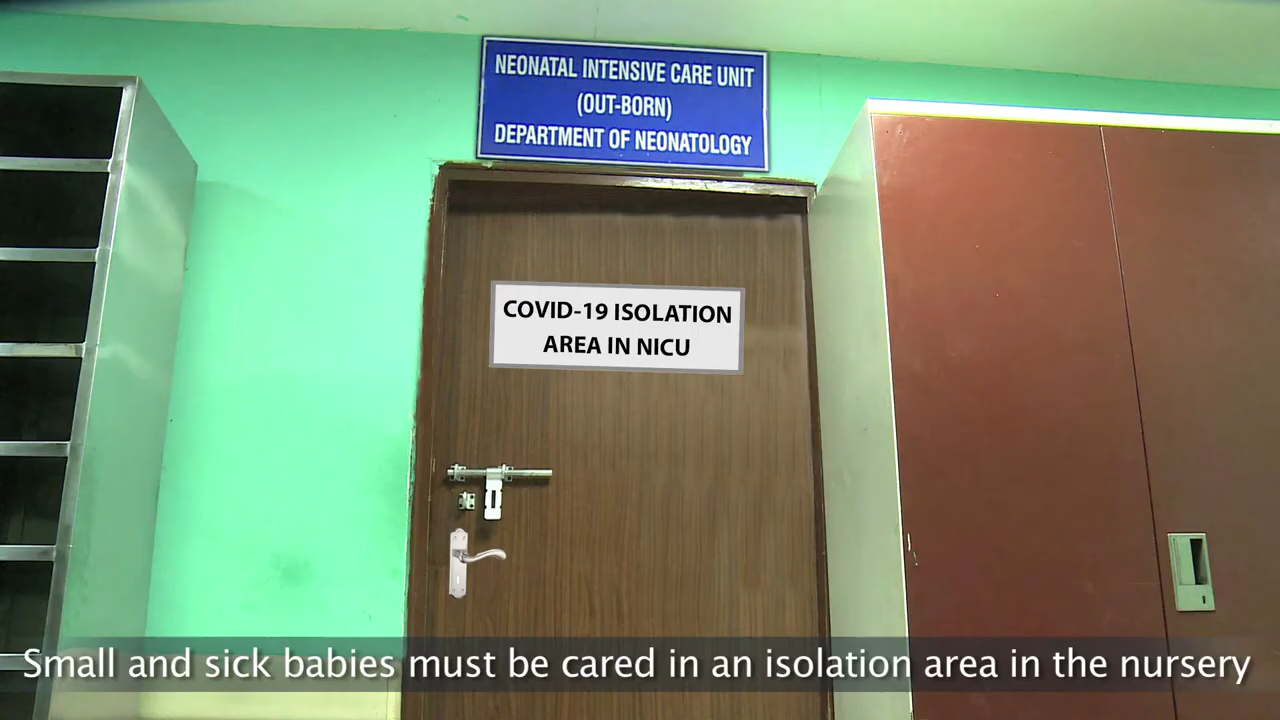 NEONATAL INTENSIVE CARE UNIT
(OUT-BORN)
DEPARTMENT OF NEONATOLOGY
COVID-19 ISOLATION
AREA IN NICU
Small and sick babies must be cared in an isolation area in the nursery